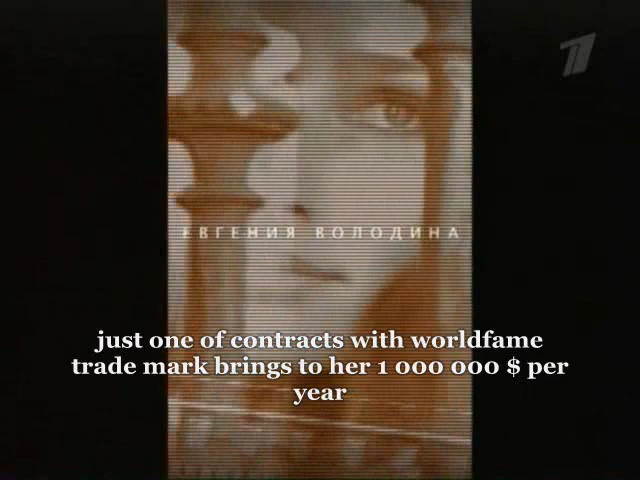 ЕВГЕНИЯ ВОЛОДИНА
just one of contracts with worldfame
trade mark brings to her 1 000 000 $ per
year